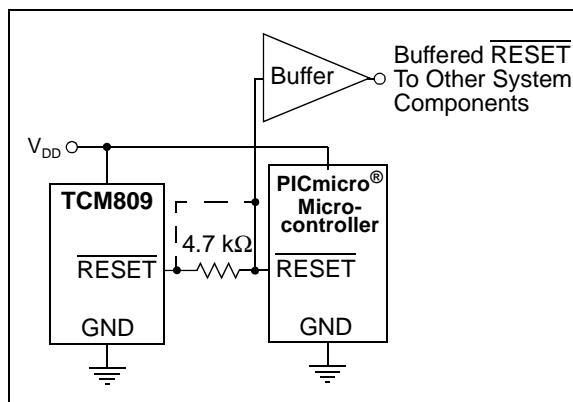 Buffer
Buffered RESET
To Other System
Components
VDD
TCM809
PICmicro®
Micro-
controller
4.7 kΩ
RESET
RESET
GND
GND